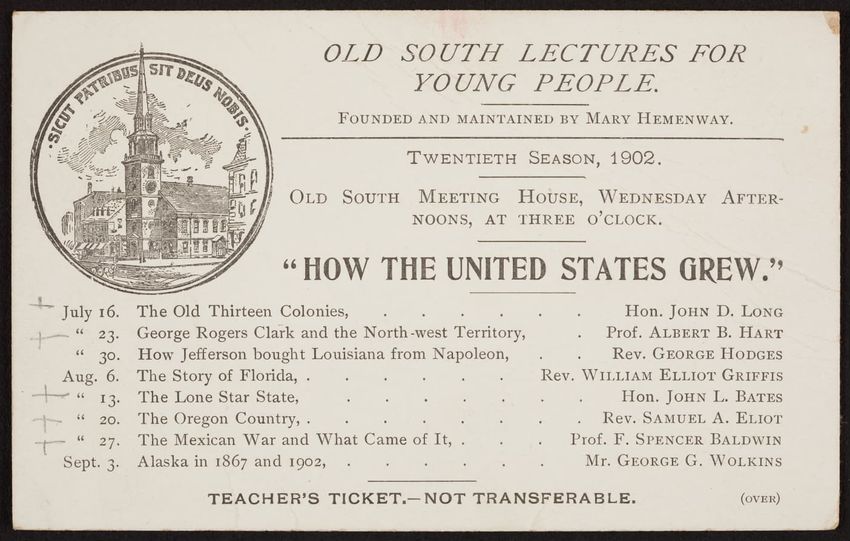 SICUT PATRIBUS SIT DEUS NOBIS
OLD SOUTH LECTURES FOR
YOUNG PEOPLE.
FOUNDED AND MAINTAINED BY MARY HEMENWAY.
TWENTIETH SEASON, 1902.
OLD SOUTH MEETING HOUSE, WEDNESDAY AFTER-
NOONS, AT THREE O'CLOCK.
"HOW THE UNITED STATES GREW."
July 16. The Old Thirteen Colonies, . . . . . . Hon. JOHN D. LONG
" 23. George Rogers Clark and the North-west Territory, . Prof. ALBERT B. HART
" 30. How Jefferson bought Louisiana from Napoleon, . . Rev. GEORGE HODGES
Aug. 6. The Story of Florida, . . . . . . Rev. WILLIAM ELLIOT GRIFFIS
" 13. The Lone Star State, . . . . . . . Hon. JOHN L. BATES
" 20. The Oregon Country, . . . . . . . Rev. SAMUEL A. ELIOT
" 27. The Mexican War and What Came of It, . . . . Prof. F. SPENCER BALDWIN
Sept. 3. Alaska in 1867 and 1902, . . . . . . Mr. GEORGE G. WOLKINS
TEACHER'S TICKET.—NOT TRANSFERABLE. (OVER)